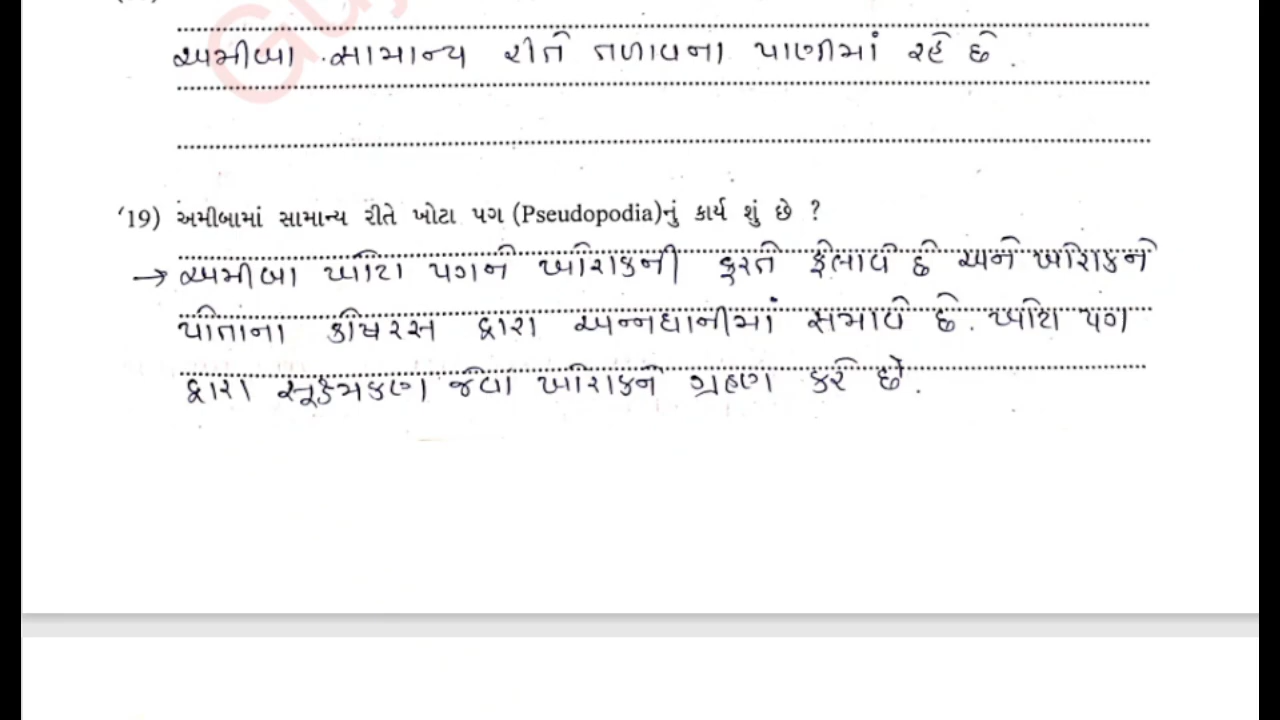 અમીબા સામાન્ય રીતે તળાવના પાણીમાં રહે છે.
19) અમીબામાં સામાન્ય રીતે ખોટા પગ (Pseudopodia)નું કાર્ય શું છે ?
→ અમીબા ખોટા પગને ખોરાકની ફરતે ફેલાવે છે અને ખોરાકને
પોતાના કોષરસ દ્વારા અન્નધાનીમાં સમાવે છે. ખોટા પગ
દ્વારા સૂક્ષ્મકણ જેવા ખોરાકને ગ્રહણ કરે છે.